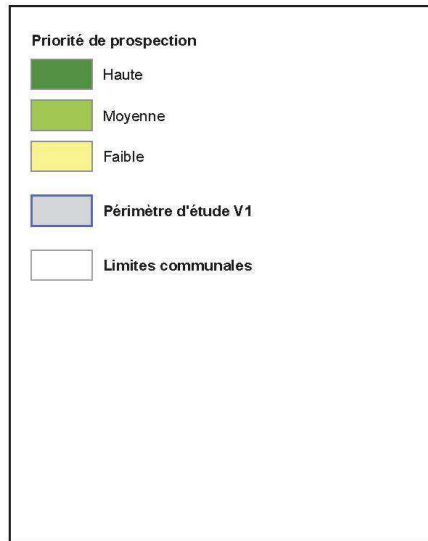 Priorité de prospection
Haute
Moyenne
Faible
Périmètre d'étude V1
Limites communales